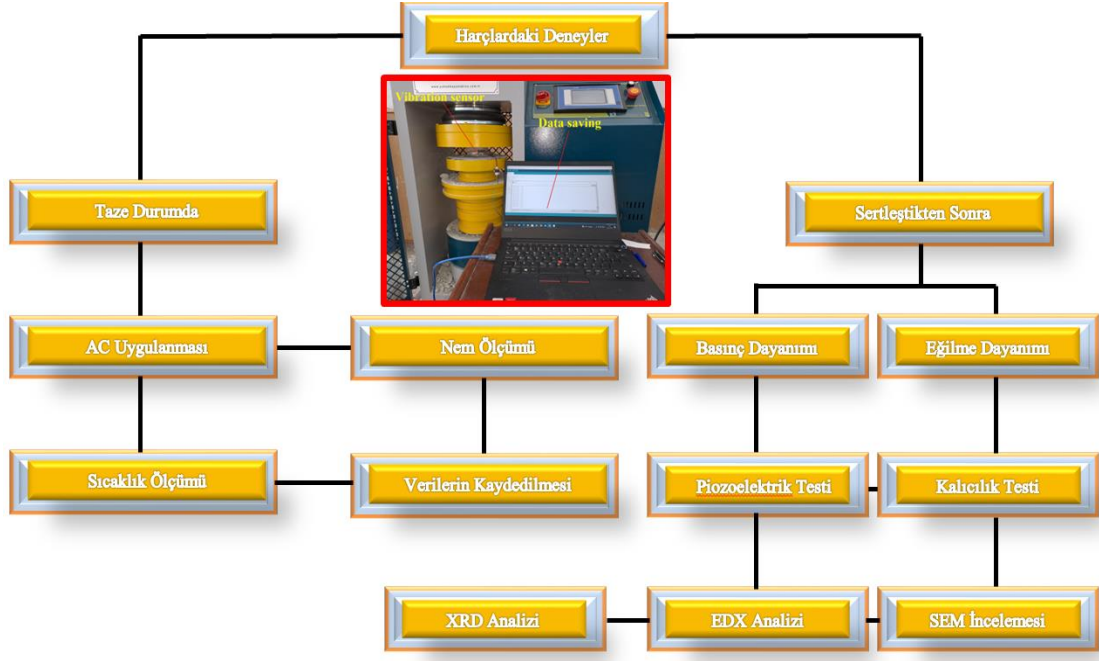 Harçlardaki Deneyler
Vibration sensor
Data saving
Taze Durumda
Sertleştikten Sonra
AC Uygulanması
Nem Ölçümü
Basınç Dayanımı
Eğilme Dayanımı
Sıcaklık Ölçümü
Verilerin Kaydedilmesi
Piozoelektrik Testi
Kalıcılık Testi
XRD Analizi
EDX Analizi
SEM İncelemesi